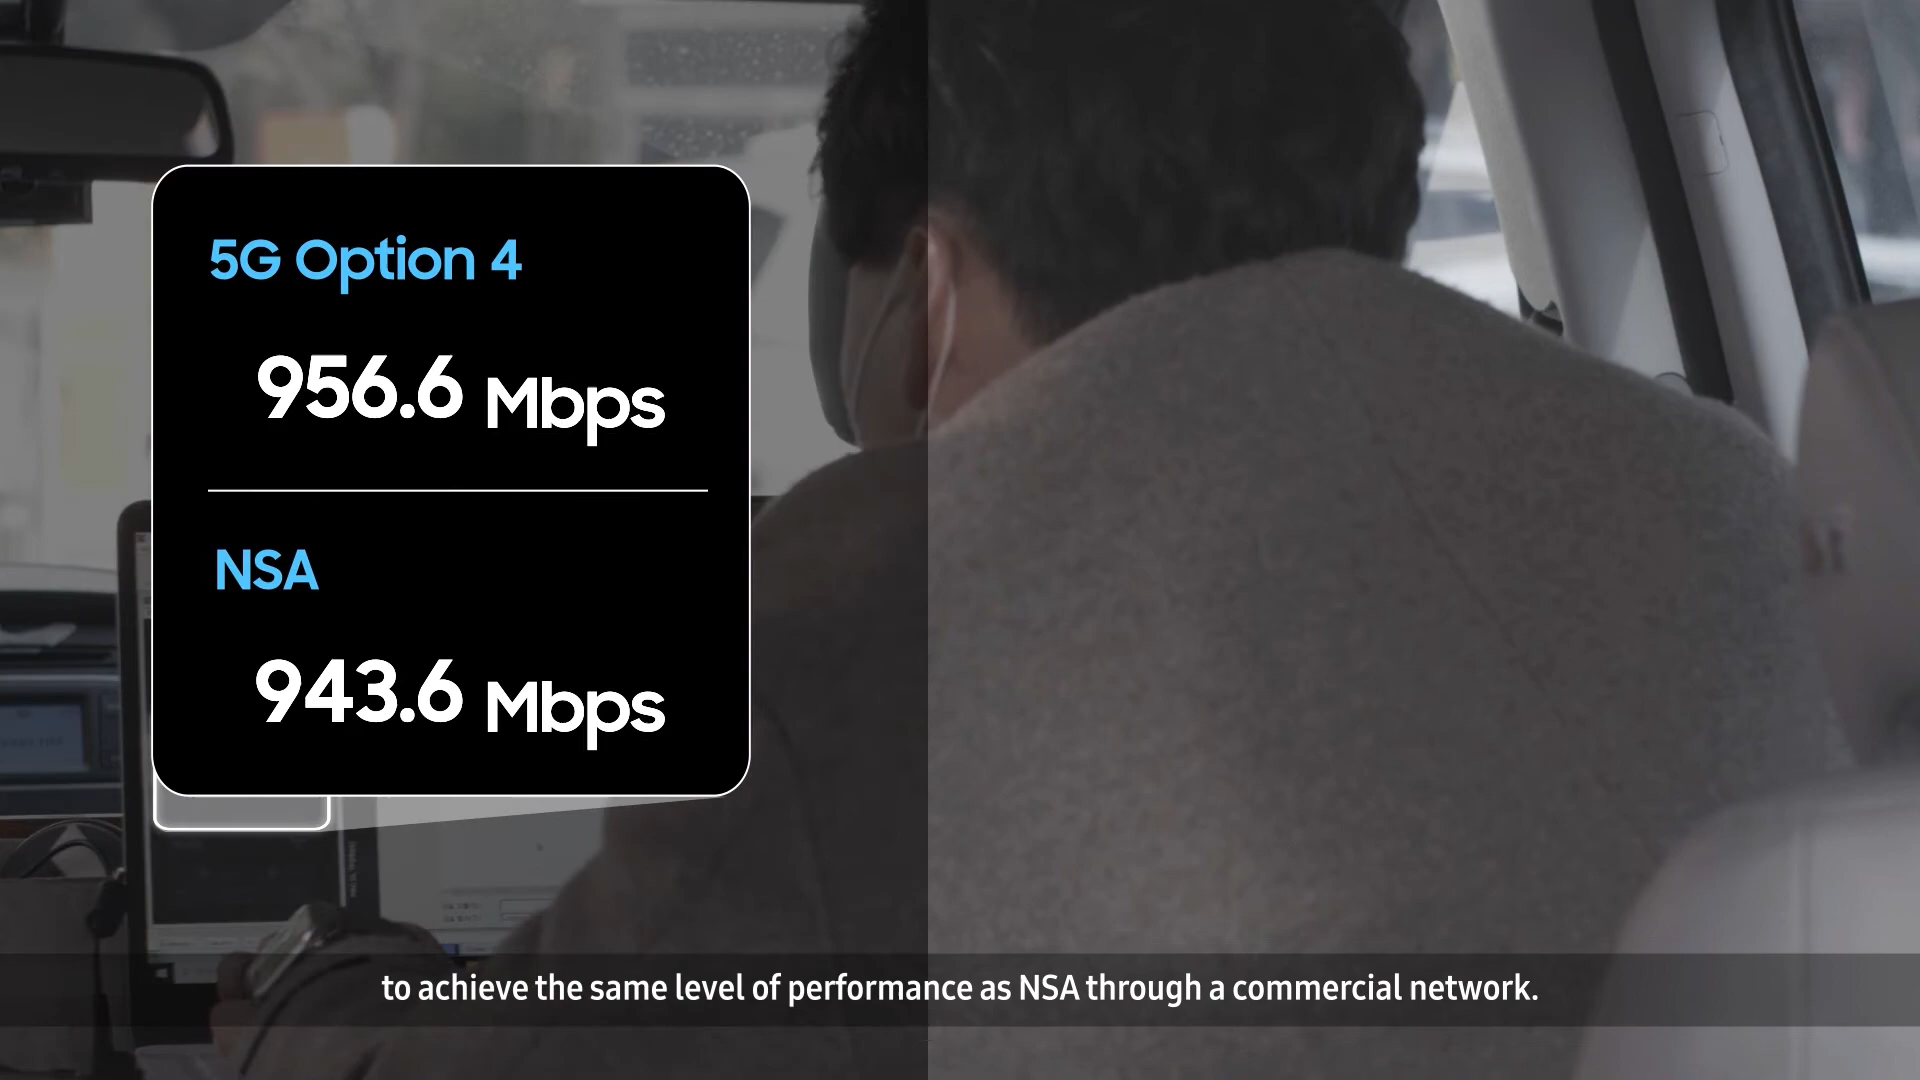 5G Option 4
956.6 Mbps
NSA
943.6 Mbps
to achieve the same level of performance as NSA through a commercial network.